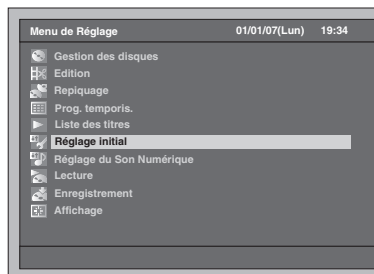 Menu de Réglage 01/01/07(Lun) 19:34
Gestion des disques
Edition
Repiquage
Prog. temporis.
Liste des titres
Réglage initial
Réglage du Son Numérique
Lecture
Enregistrement
Affichage